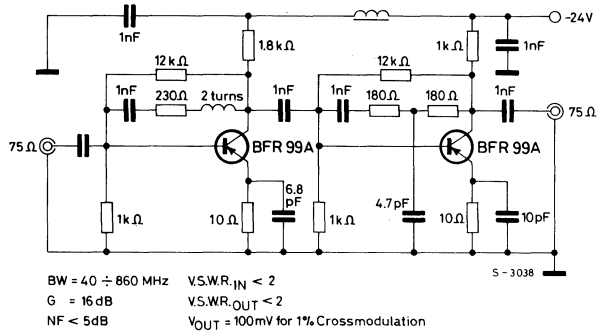 -24V
1nF
1.8kΩ
1kΩ
1nF
12kΩ
12kΩ
1nF
230Ω
2 turns
1nF
1nF
180Ω
180Ω
1nF
75Ω
BFR 99A
BFR 99A
75Ω
6.8
pF
1kΩ
10Ω
1kΩ
4.7pF
10Ω
10pF
S-3038
BW = 40 ÷ 860 MHz
V.S.W.R.IN < 2
G = 16dB
V.S.W.R.OUT < 2
NF < 5dB
VOUT = 100mV for 1% Crossmodulation